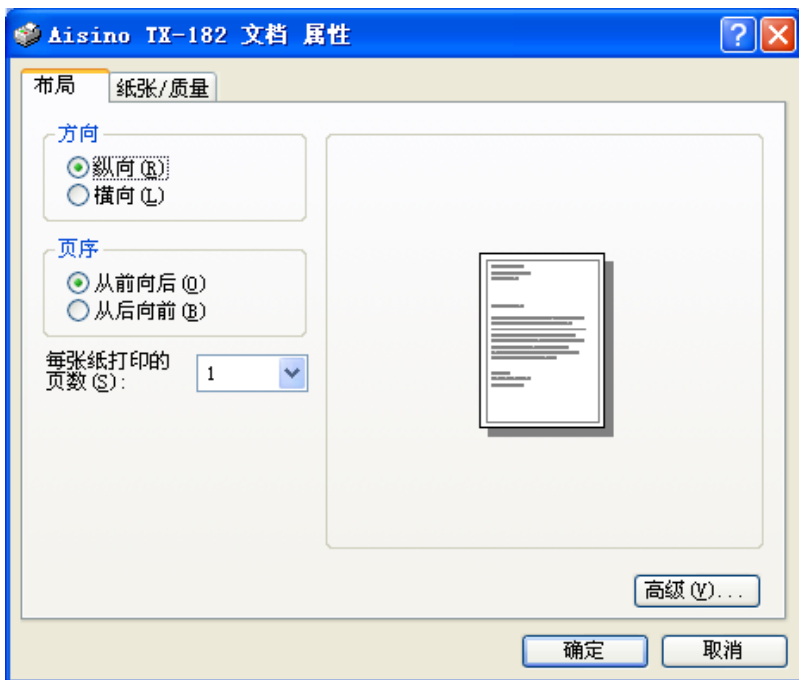 Aisino TX-182 文档 属性
布局
纸张/质量
方向
纵向(R)
横向(L)
页序
从前向后(O)
从后向前(B)
每张纸打印的
页数(S):
1
高级(V)...
确定
取消